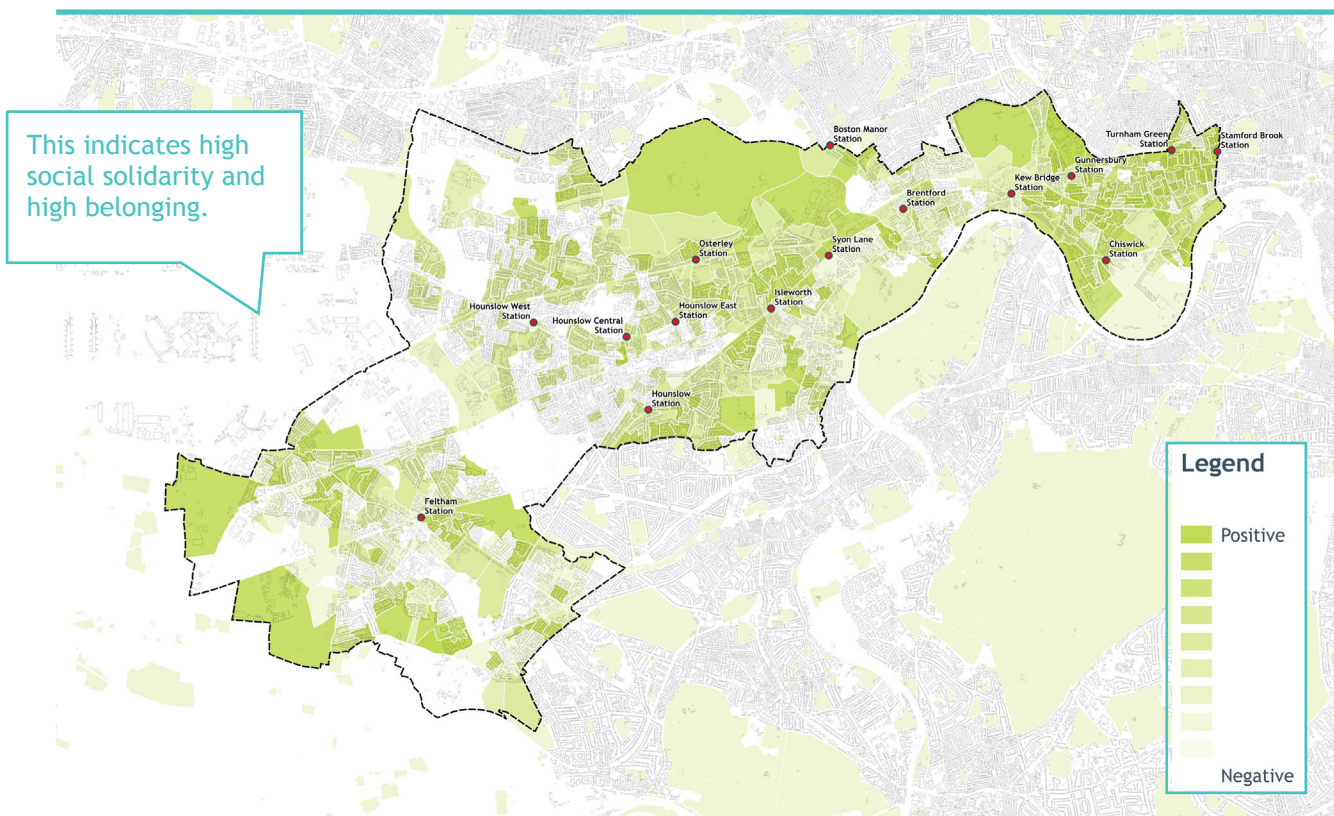 This indicates high
social solidarity and
high belonging.
Boston Manor
Station
Turnham Green
Station
Stamford Brook
Station
Gunnersbury
Station
Kew Bridge
Station
Brentford
Station
Syon Lane
Station
Chiswick
Station
Osterley
Station
Isleworth
Station
Hounslow West
Station
Hounslow Central
Station
Hounslow East
Station
Hounslow
Station
Feltham
Station
Legend
Positive
Negative